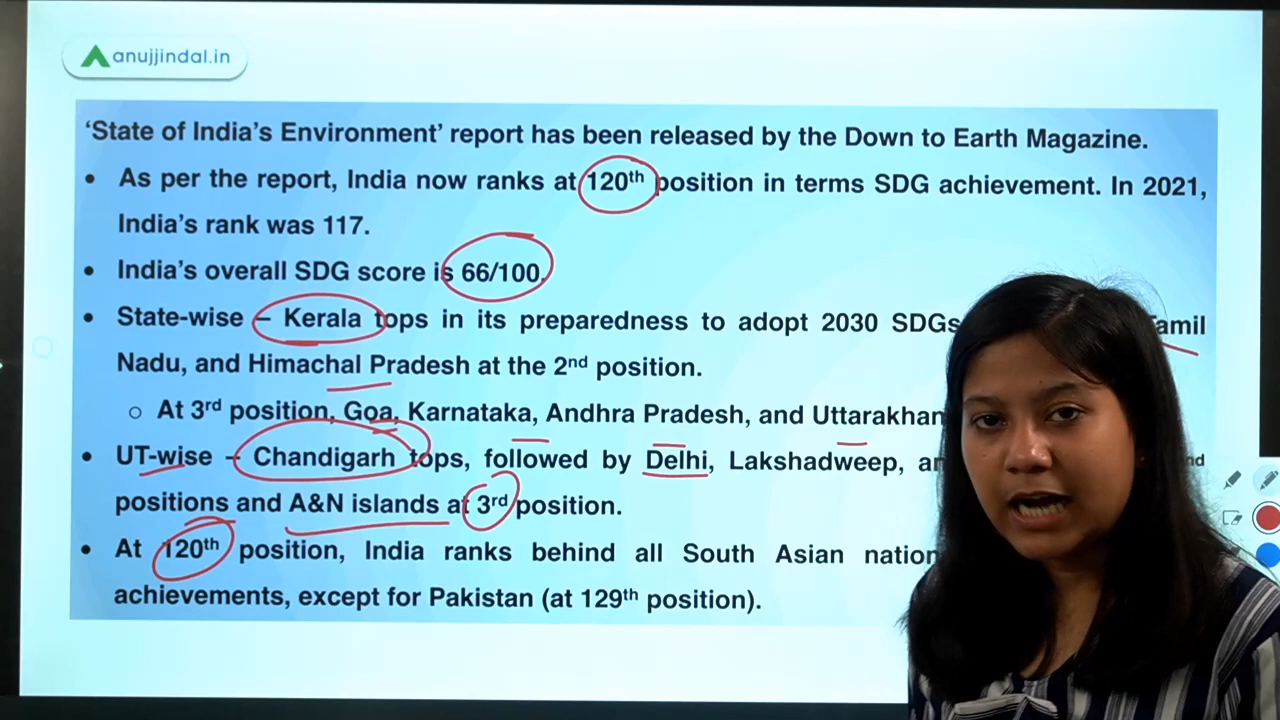 anujjindal.in
‘State of India’s Environment’ report has been released by the Down to Earth Magazine.
• As per the report, India now ranks at 120th position in terms SDG achievement. In 2021,
India’s rank was 117.
• India’s overall SDG score is 66/100.
• State-wise – Kerala tops in its preparedness to adopt 2030 SDGs
Nadu, and Himachal Pradesh at the 2nd position.
○ At 3rd position, Goa, Karnataka, Andhra Pradesh, and
• UT-wise – Chandigarh tops, followed by Delhi, Lakshadweep,
positions and A&N islands at 3rd position.
• At 120th position, India ranks behind all South Asian
achievements, except for Pakistan (at 129th position).